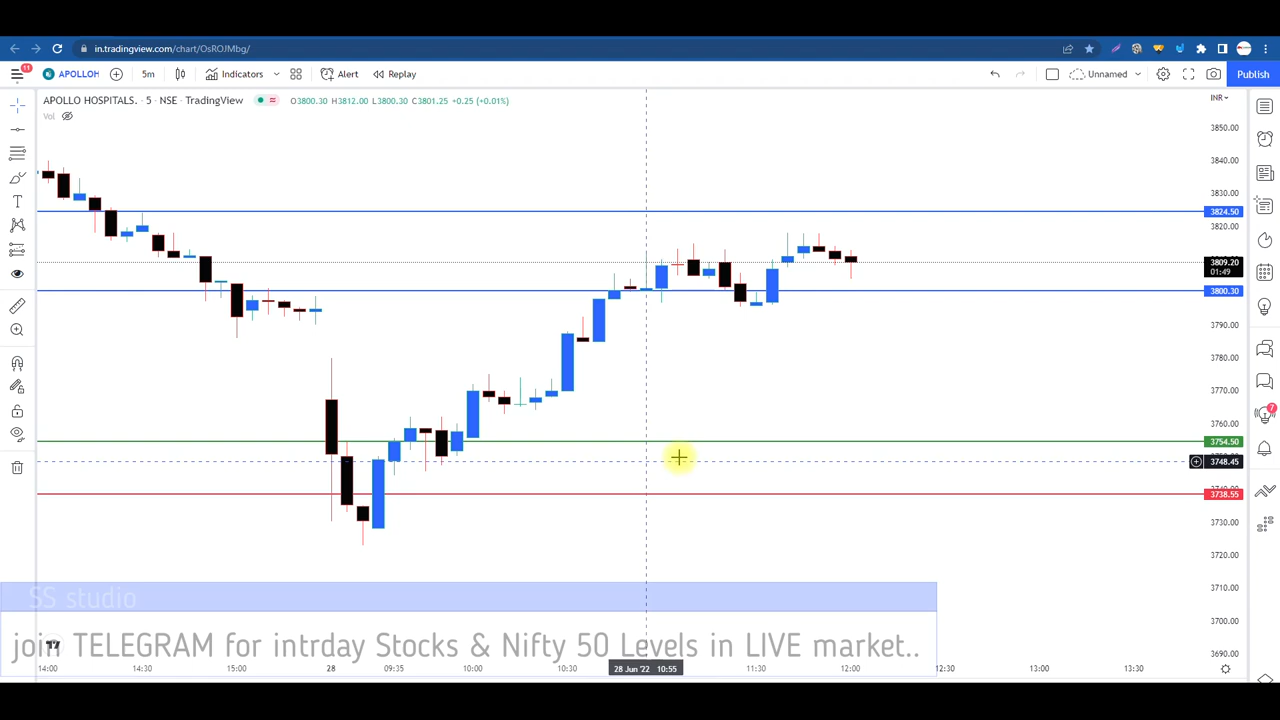 in.tradingview.com/chart/OsROJMbg/
11
APOLLOH
5m
Indicators
Alert
Replay
Unnamed
Publish
APOLLO HOSPITALS. · 5 · NSE · TradingView
O3800.30 H3812.00 L3800.30 C3801.25 +0.25 (+0.01%)
INR
Vol
3850.00
3840.00
3830.00
3824.50
3820.00
3809.20
01:49
3800.30
3790.00
3780.00
3770.00
3760.00
3754.50
3748.45
3738.55
3730.00
3720.00
3710.00
3700.00
3690.00
7
SS studio
join TELEGRAM for intrday Stocks & Nifty 50 Levels in LIVE market..
14:00
14:30
15:00
28
09:35
10:00
10:30
28 Jun '22 10:55
11:30
12:00
12:30
13:00
13:30